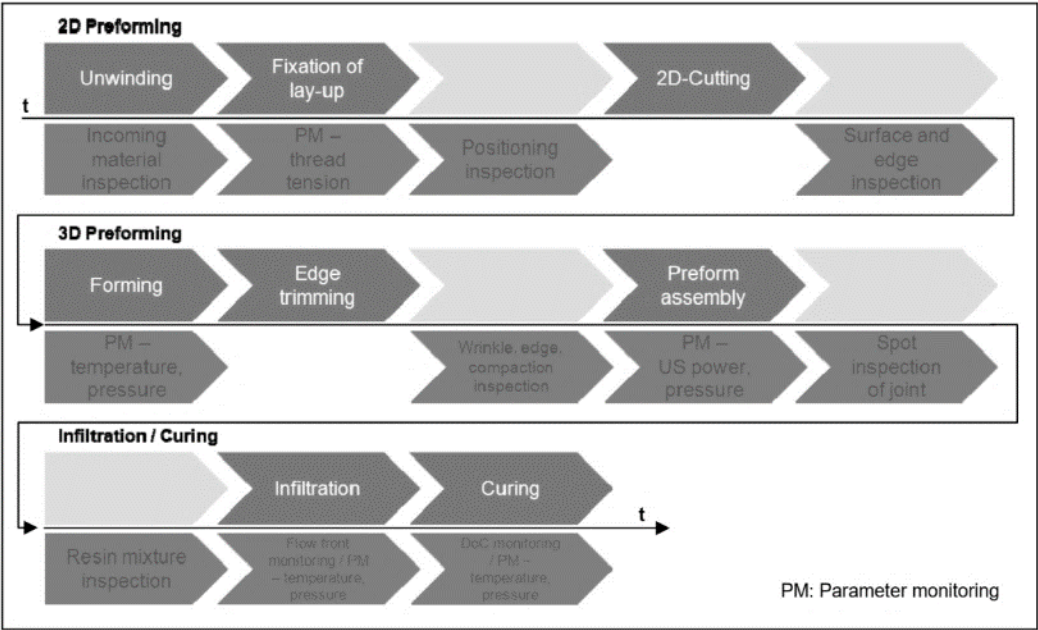 2D Preforming
Unwinding
Fixation of
lay-up
2D-Cutting
t
Incoming
material
inspection
PM –
thread
tension
Positioning
inspection
Surface and
edge
inspection
3D Preforming
Forming
Edge
trimming
Preform
assembly
PM –
temperature,
pressure
Wrinkle, edge,
compaction
inspection
PM –
US power,
pressure
Spot
inspection
of joint
Infiltration / Curing
Infiltration
Curing
t
Resin mixture
inspection
Flow front
monitoring / PM
– temperature,
pressure
DoC monitoring
/ PM –
temperature,
pressure
PM: Parameter monitoring